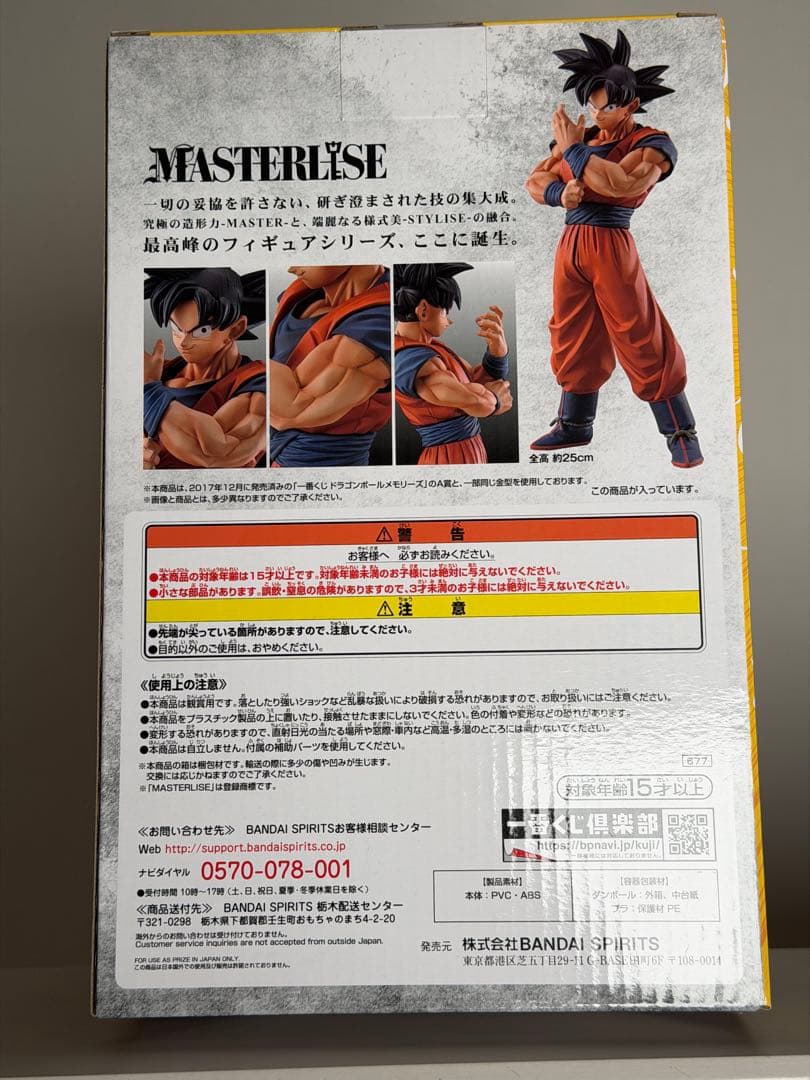 MASTERLISE
一切の妥協を許さない、研ぎ澄まされた技の集大成。
究極の造形力-MASTER-と、端麗なる様式美-STYLISE-の融合。
最高峰のフィギュアシリーズ、ここに誕生。
全高 約25cm
※本商品は、2017年12月に発売済みの「一番くじ ドラゴンボールメモリーズ」のA賞と、一部同じ金型を使用しております。
※画像と商品とは、多少異なりますのでご了承ください。
この商品が入っています。
⚠警告
お客様へ 必ずお読みください。
●本商品の対象年齢は15才以上です。対象年齢未満のお子様には絶対に与えないでください。
●小さな部品があります。誤飲・窒息の危険がありますので、3才未満のお子様には絶対に与えないでください。
⚠注意
●先端が尖っている箇所がありますので、注意してください。
●目的以外のご使用は、おやめください。
《使用上の注意》
●本商品は観賞用です。落としたり強いショックなど乱暴な扱いにより破損する恐れがありますので、お取り扱いにはご注意ください。
●本商品をプラスチック製品の上に置いたり、接触させたままにしないでください。色の付着や変形などの恐れがあります。
●変形する恐れがありますので、直射日光の当たる場所や窓際・車内など高温・多湿のところには置かないでください。
●本商品は自立しません。付属の補助パーツを使用してください。
※本商品の箱は梱包材です。輸送の際に多少の傷や凹みが生じます。
交換には応じかねますのでご了承ください。
※「MASTERLISE」は登録商標です。
677
対象年齢15才以上
《お問い合わせ先》 BANDAI SPIRITSお客様相談センター
Web http://support.bandaispirits.co.jp
ナビダイヤル 0570-078-001
●受付時間 10時〜17時(土、日、祝日、夏季・冬季休業日を除く)
《商品送付先》 BANDAI SPIRITS 栃木配送センター
〒321-0298 栃木県下都賀郡壬生町おもちゃのまち4-2-20
海外からのお問い合わせは受け付けておりません。
Customer service inquiries are not accepted from outside Japan.
FOR USE AS PRIZE IN JAPAN ONLY.
この商品は日本国外での使用及び販売は許諾されておりません。
一番くじ倶楽部
https://bpnavi.jp/kuji/
【製品素材】
本体：PVC・ABS
【容器包装材】
ダンボール：外箱、中台紙
プラ：保護材 PE
発売元 株式会社BANDAI SPIRITS
東京都港区芝五丁目29-11 G-BASE田町6F 〒108-0014